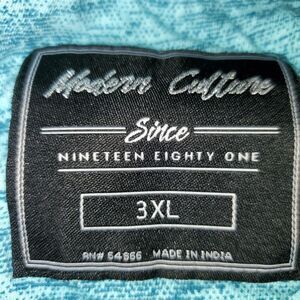 Modern Culture
Since
NINETEEN EIGHTY ONE
3XL
RN# 54866 MADE IN INDIA